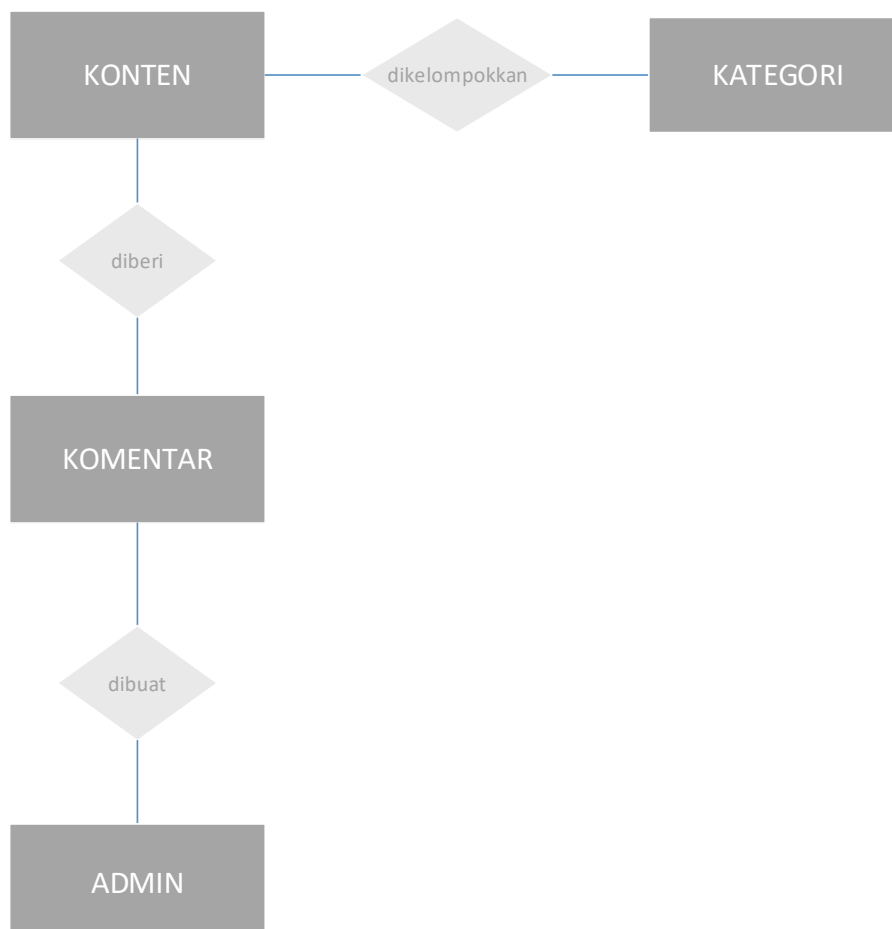 KONTEN
dikelompokkan
KATEGORI
diberi
KOMENTAR
dibuat
ADMIN